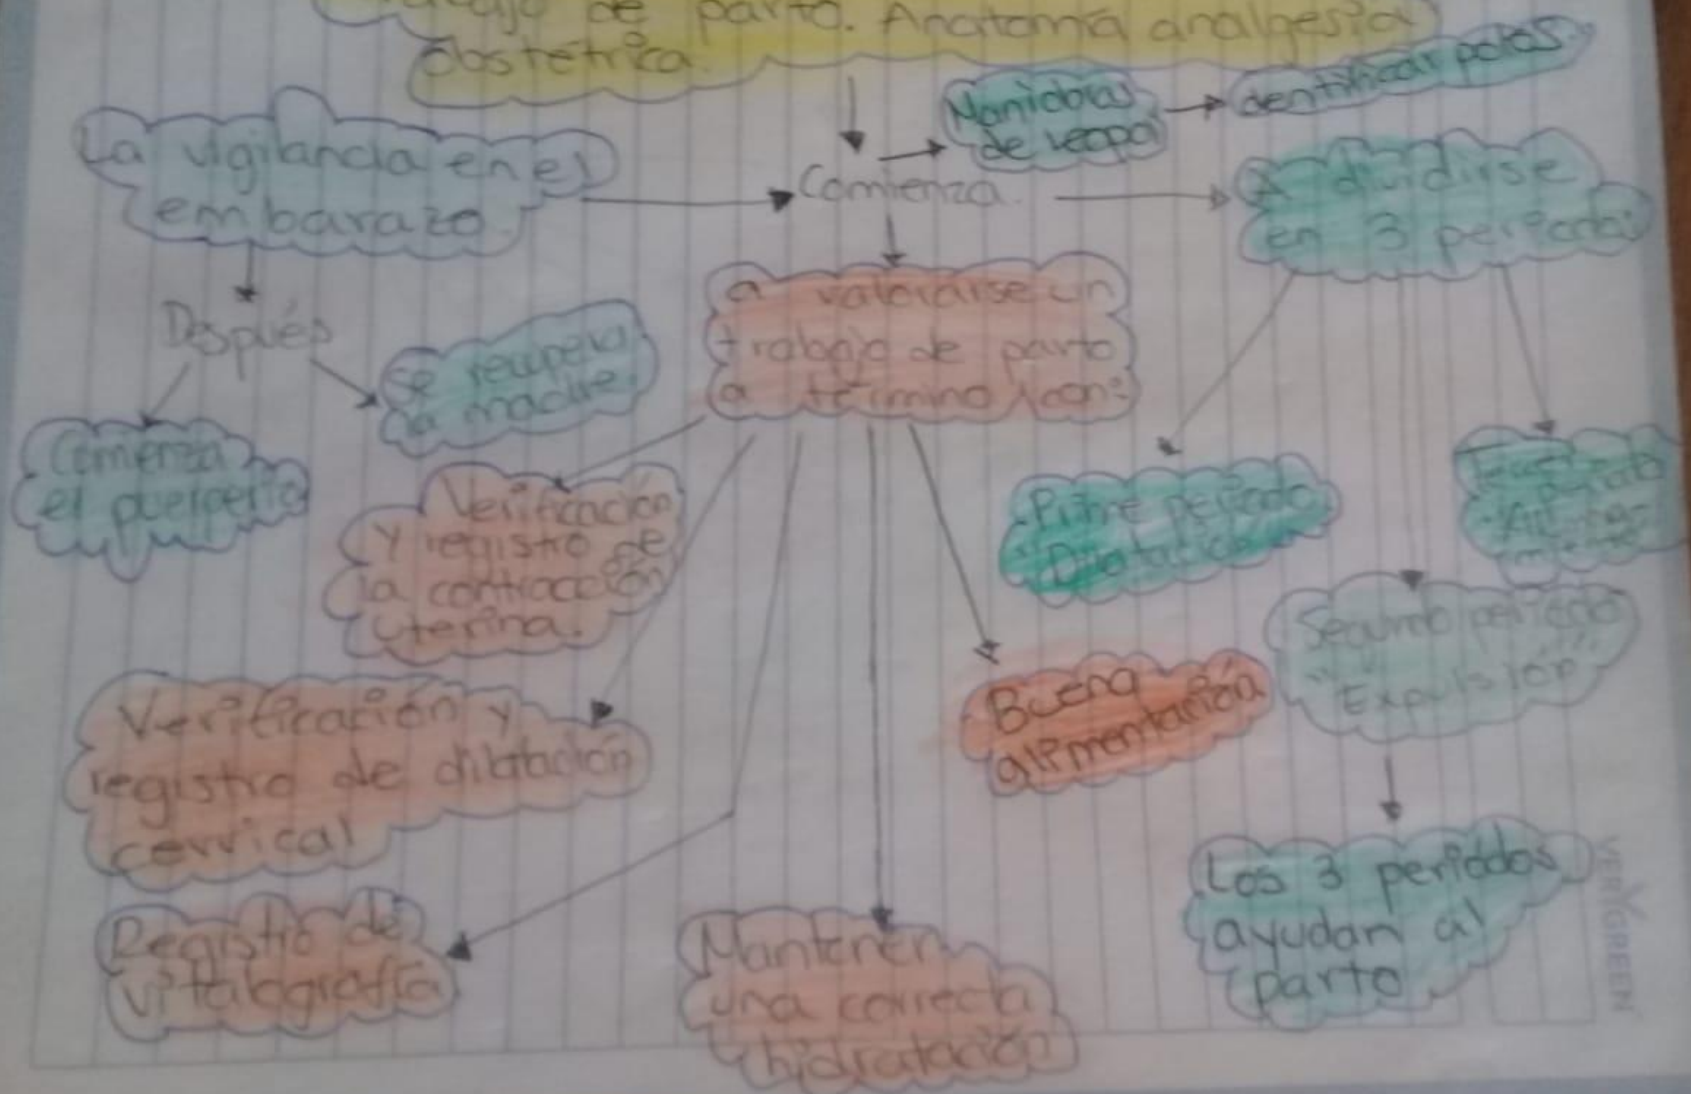 de parto. Anatomía analgesia
obstetrica.
Maniobras
de Leopol
identificar polos.
La vigilancia en el
embarazo.
Comienza.
A dividirse
en 3 periodos:
Después
Se recupera
la madre.
a valorarse un
trabajo de parto
a término con:
Comienza
el puerperio
Verificación
y registro de
la contracción
uterina.
Primer periodo
"Dilatación"
periodo
Segundo periodo
"Expulsión"
Buena
alimentación
Verificación y
registro de dilatación
cervical
Los 3 periodos
ayudan al
parto
Registro de
vitalografía
Mantener
una correcta
hidratación
VERYGREEN